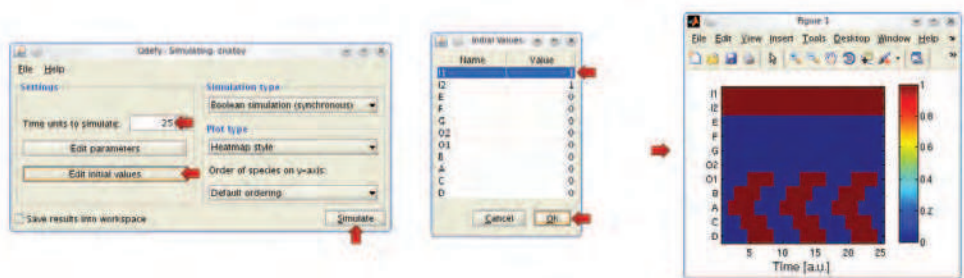 Odefy - Simulating: cnatoy
File Help
Settings
Time units to simulate: 25
Edit parameters
Edit initial values
Save results into workspace
Simulation type
Boolean simulation (synchronous)
Plot type
Heatmap style
Order of species on y-axis:
Default ordering
Simulate
Initial Values
Name Value
I1 1
I2 1
E 0
F 0
G 0
O2 0
O1 0
B 0
A 0
C 0
D 0
Cancel Ok
Figure 1
File Edit View Insert Tools Desktop Window Help
I1
I2
E
F
G
O2
O1
B
A
C
D
5 10 15 20 25
Time [a.u.]
1
0.8
0.6
0.4
0.2
0